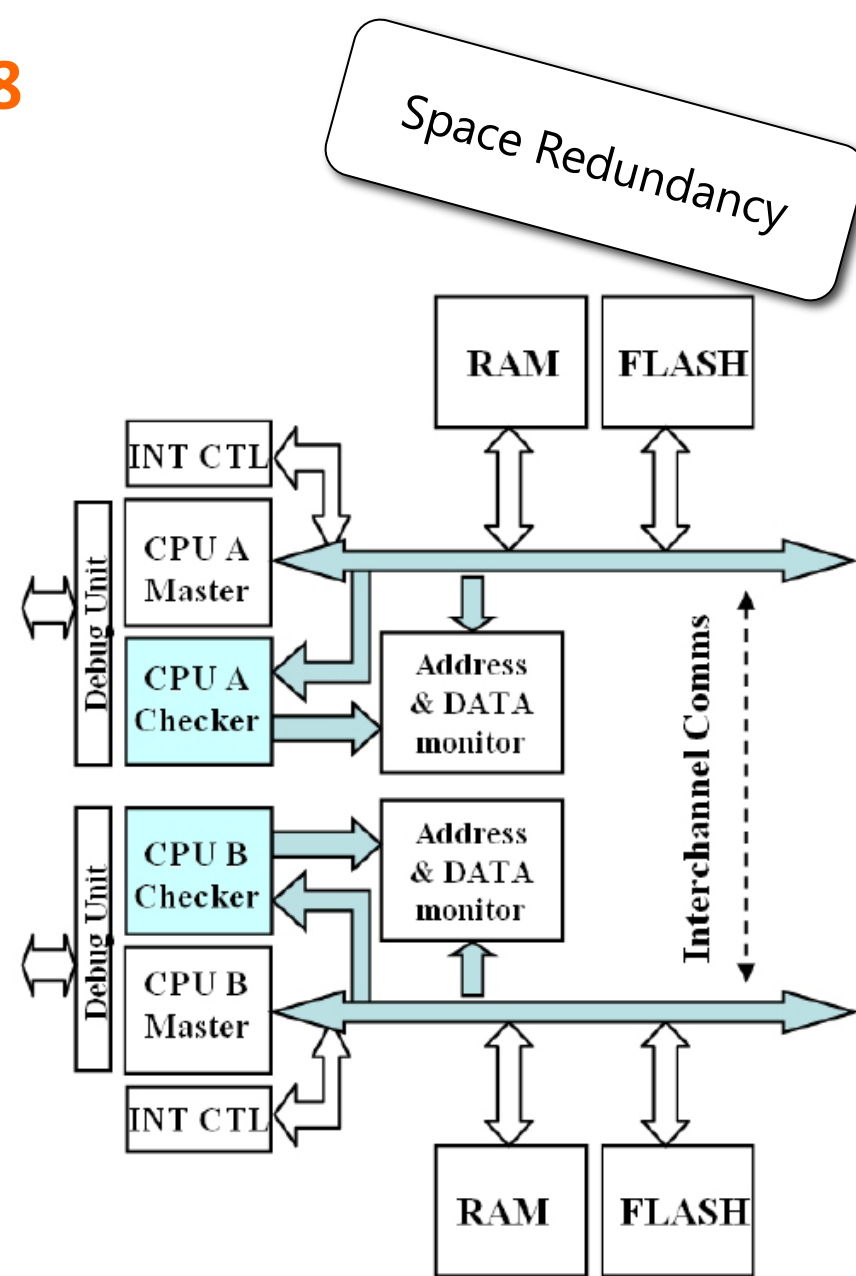 8
Space Redundancy
RAM
FLASH
INT CTL
CPU A
Master
Debug Unit
CPU A
Checker
Address
& DATA
monitor
Interchannel Comms
CPU B
Checker
Address
& DATA
monitor
Debug Unit
CPU B
Master
INT CTL
RAM
FLASH